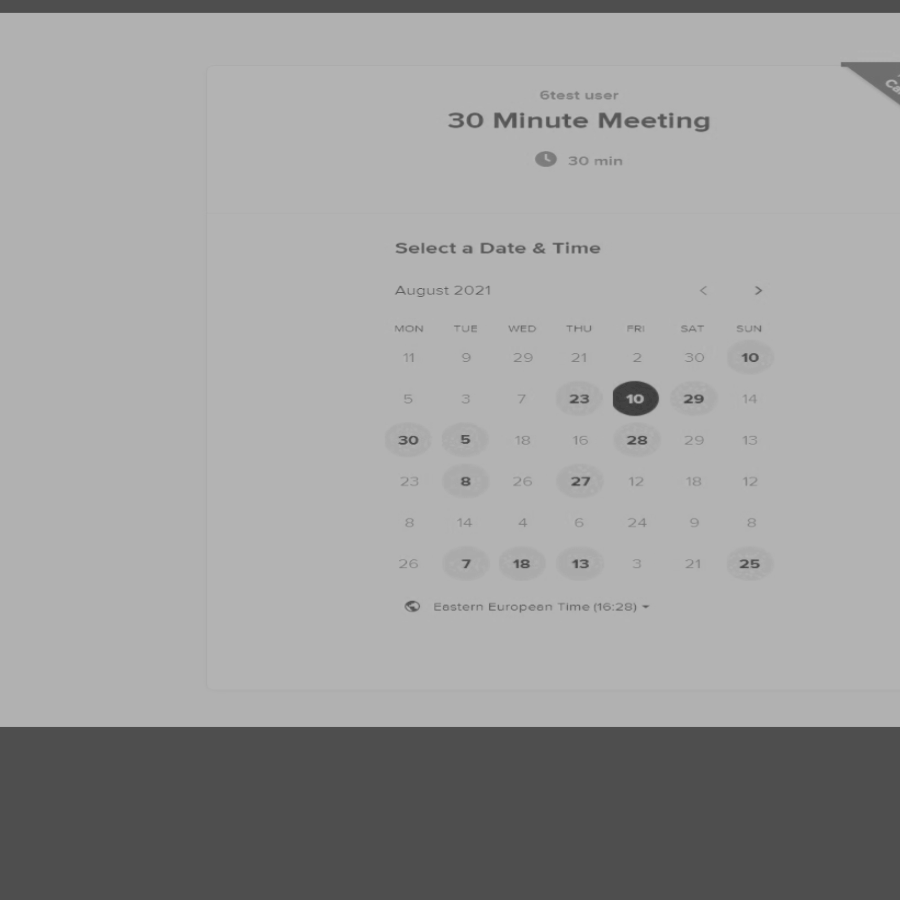 6test user
30 Minute Meeting
30 min
Select a Date & Time
August 2021 < >
MON TUE WED THU FRI SAT SUN
11 9 29 21 2 30 10
5 3 7 23 10 29 14
30 5 18 16 28 29 13
23 8 26 27 12 18 12
8 14 4 6 24 9 8
26 7 18 13 3 21 25
Eastern European Time (16:28)